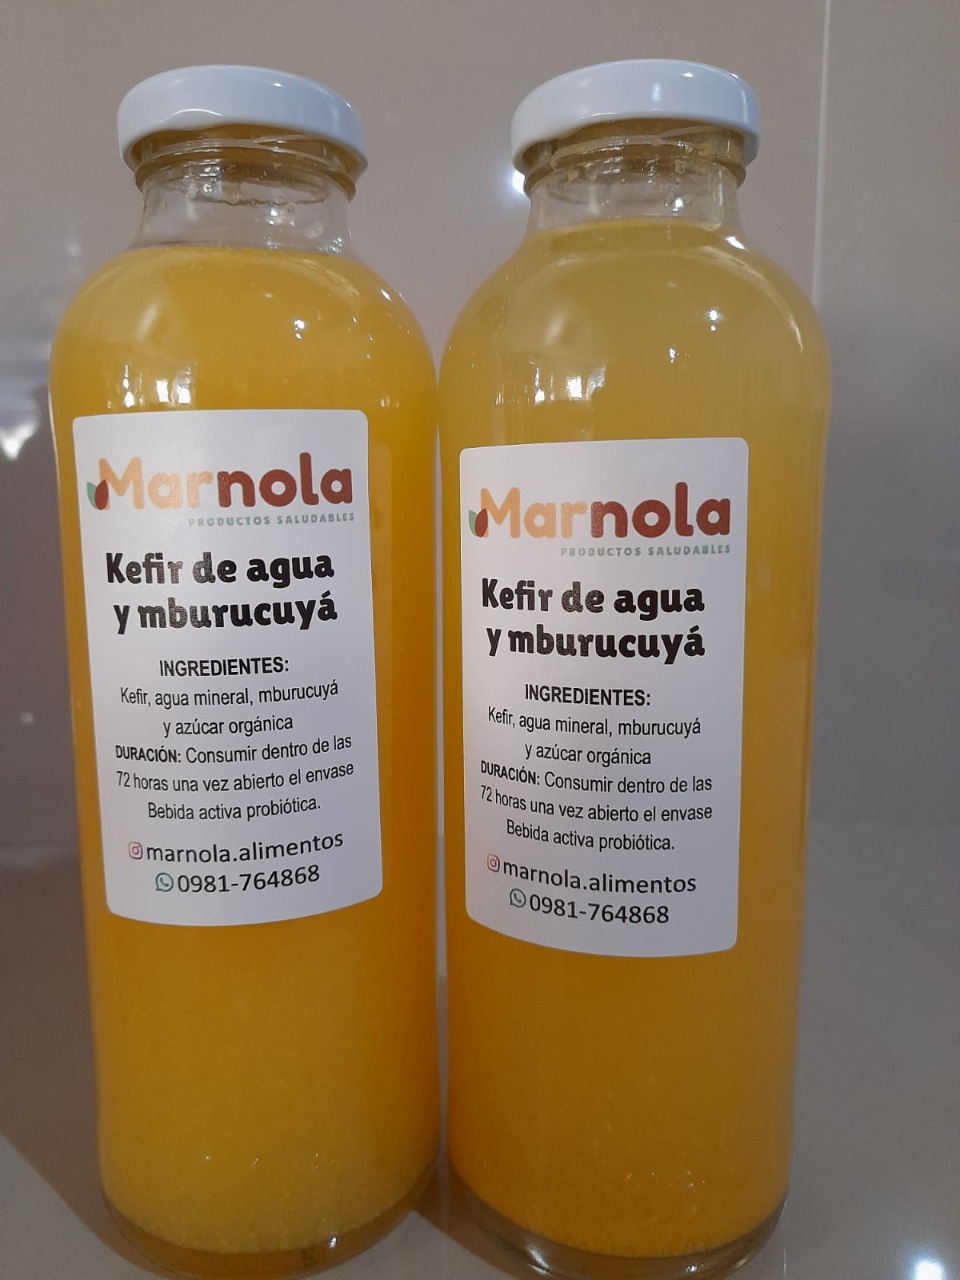 Marnola
PRODUCTOS SALUDABLES
Kefir de agua
y mburucuyá
INGREDIENTES:
Kefir, agua mineral, mburucuyá
y azúcar orgánica
DURACIÓN: Consumir dentro de las
72 horas una vez abierto el envase
Bebida activa probiótica.
marnola.alimentos
0981-764868
Marnola
PRODUCTOS SALUDABLES
Kefir de agua
y mburucuyá
INGREDIENTES:
Kefir, agua mineral, mburucuyá
y azúcar orgánica
DURACIÓN: Consumir dentro de las
72 horas una vez abierto el envase
Bebida activa probiótica.
marnola.alimentos
0981-764868